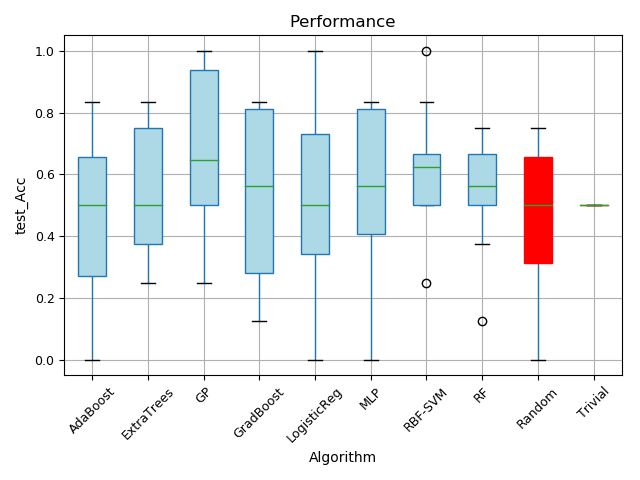 Performance
test_Acc
1.0
0.8
0.6
0.4
0.2
0.0
AdaBoost
ExtraTrees
GP
GradBoost
LogisticReg
MLP
RBF-SVM
RF
Random
Trivial
Algorithm